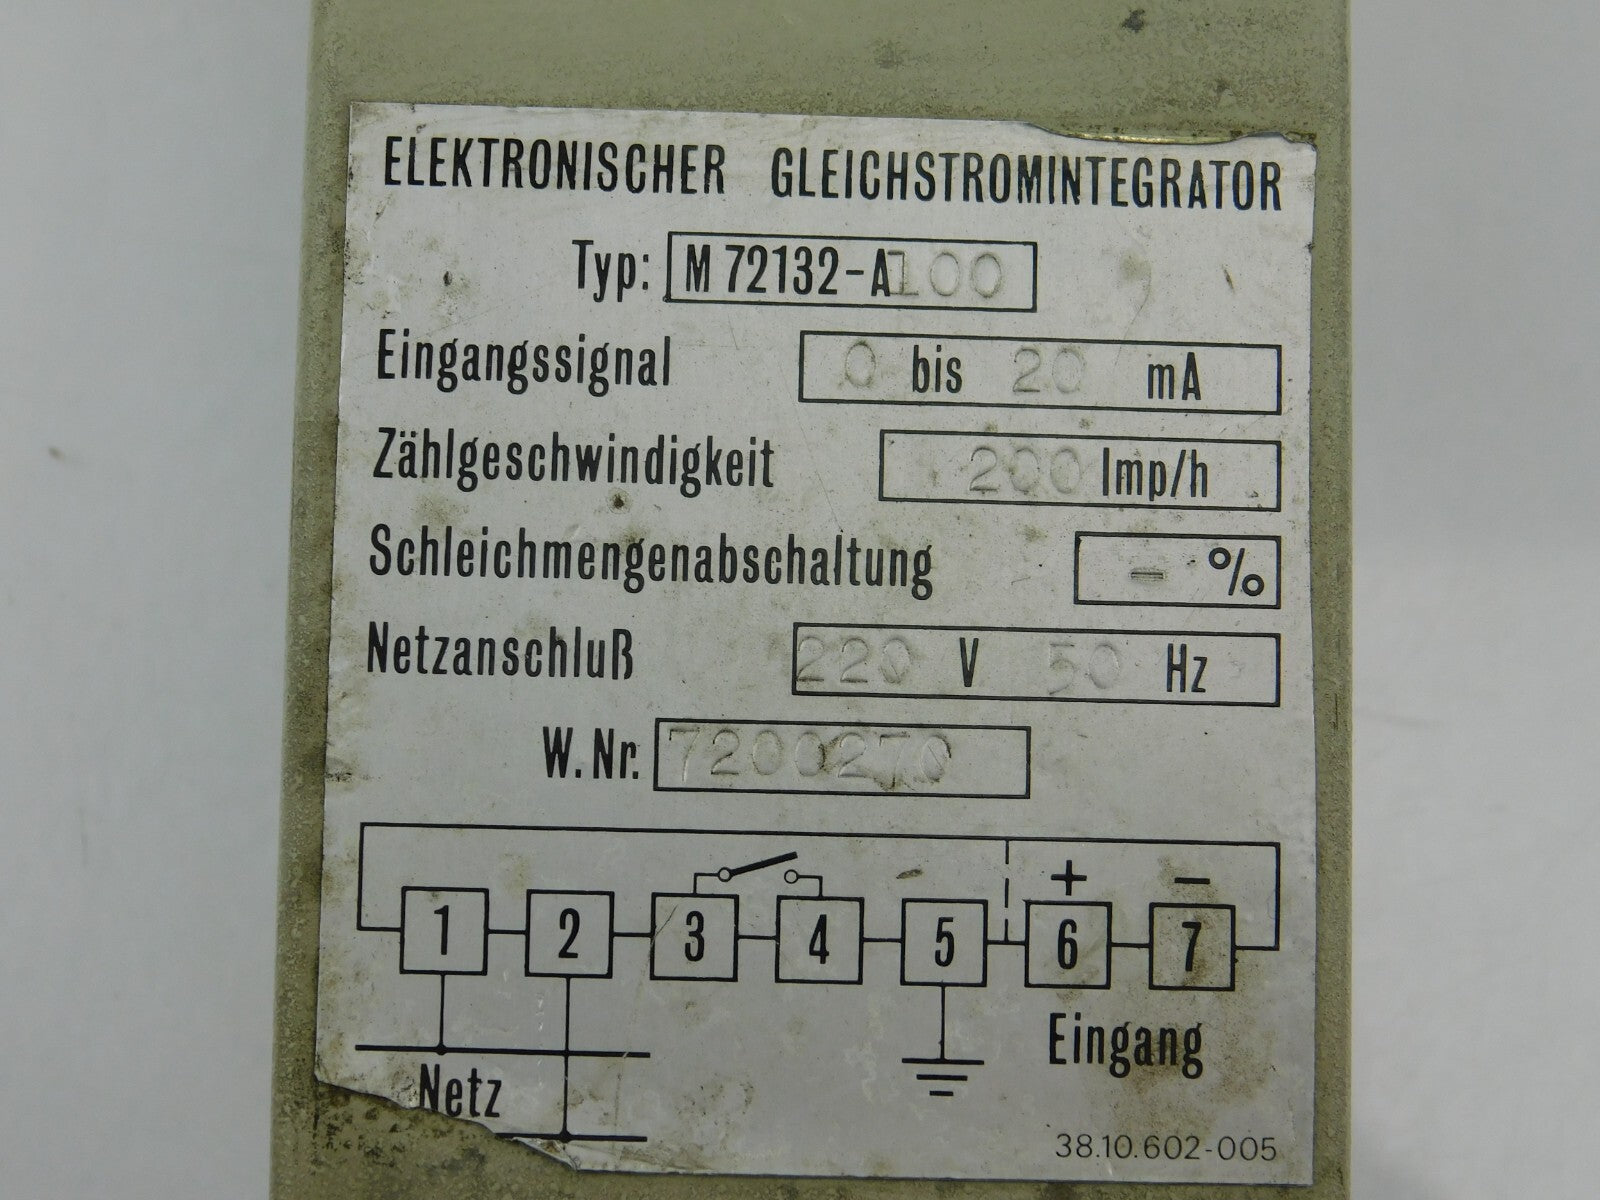 ELEKTRONISCHER GLEICHSTROMINTEGRATOR
Typ: M 72132-A100
Eingangssignal 0 bis 20 mA
Zählgeschwindigkeit 200 Imp/h
Schleichmengenabschaltung - %
Netzanschluß 220 V 50 Hz
W.Nr. 7200270
+ −
1 2 3 4 5 6 7
Eingang
Netz
38.10.602-005